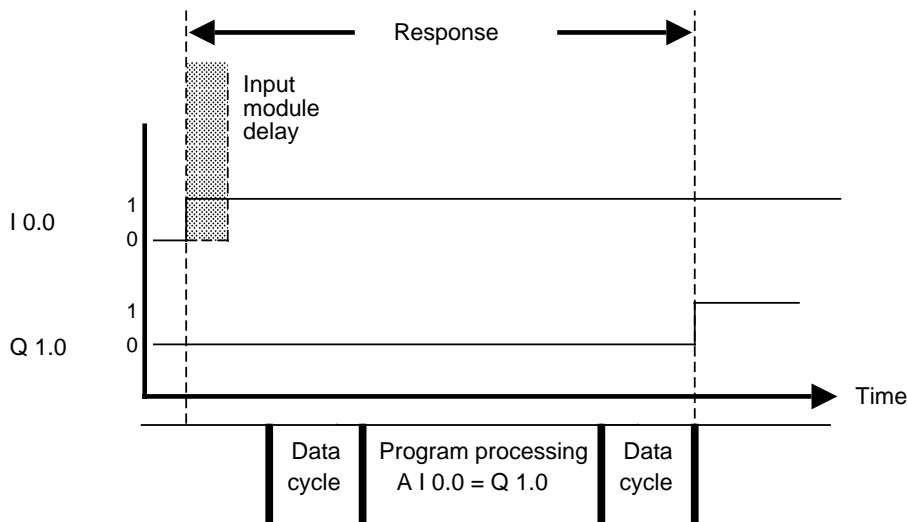 Response
Input
module
delay
1
I 0.0
0
1
Q 1.0
0
Time
Data
cycle
Program processing
A I 0.0 = Q 1.0
Data
cycle